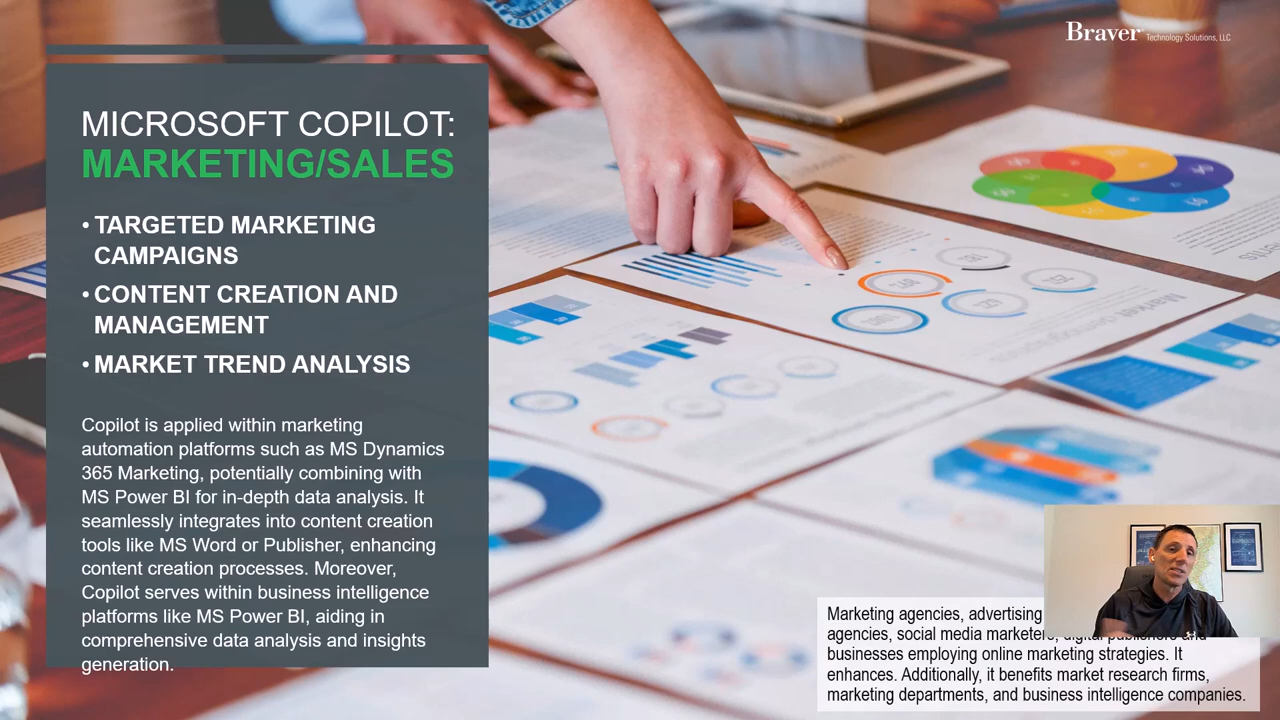 Braver Technology Solutions, LLC
MICROSOFT COPILOT:
MARKETING/SALES
• TARGETED MARKETING
CAMPAIGNS
• CONTENT CREATION AND
MANAGEMENT
• MARKET TREND ANALYSIS
Copilot is applied within marketing
automation platforms such as MS Dynamics
365 Marketing, potentially combining with
MS Power BI for in-depth data analysis. It
seamlessly integrates into content creation
tools like MS Word or Publisher, enhancing
content creation processes. Moreover,
Copilot serves within business intelligence
platforms like MS Power BI, aiding in
comprehensive data analysis and insights
generation.
Marketing agencies, advertising
agencies, social media marketers, digital publishers and
businesses employing online marketing strategies. It
enhances. Additionally, it benefits market research firms,
marketing departments, and business intelligence companies.